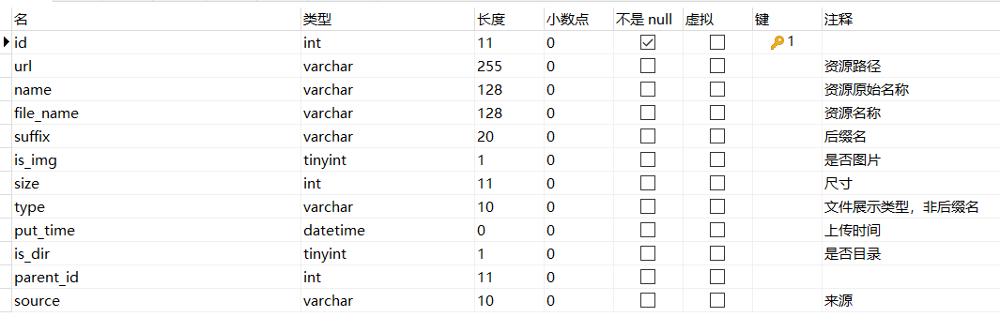 名 类型 长度 小数点 不是 null 虚拟 键 注释
id int 11 0 1
url varchar 255 0 资源路径
name varchar 128 0 资源原始名称
file_name varchar 128 0 资源名称
suffix varchar 20 0 后缀名
is_img tinyint 1 0 是否图片
size int 11 0 尺寸
type varchar 10 0 文件展示类型，非后缀名
put_time datetime 0 0 上传时间
is_dir tinyint 1 0 是否目录
parent_id int 11 0
source varchar 10 0 来源